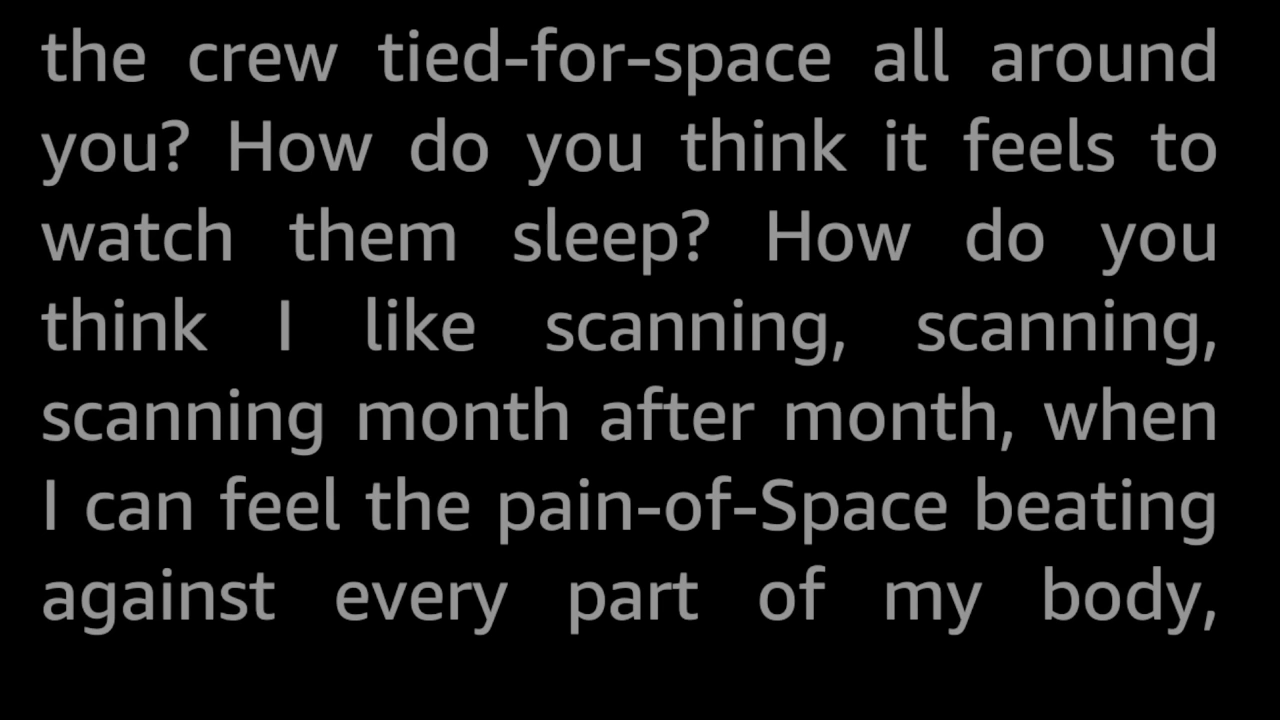 the crew tied-for-space all around
you? How do you think it feels to
watch them sleep? How do you
think I like scanning, scanning,
scanning month after month, when
I can feel the pain-of-Space beating
against every part of my body,